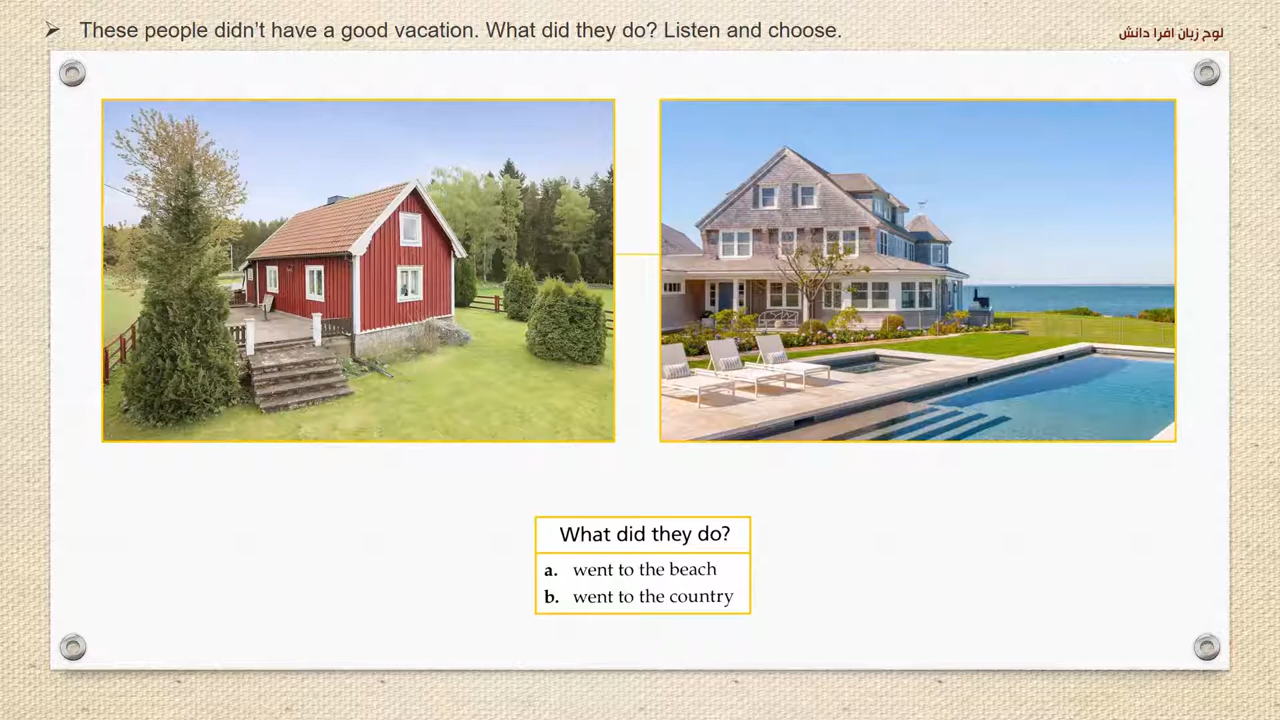 These people didn’t have a good vacation. What did they do? Listen and choose.
لوح زبان افرا دانش
What did they do?
a. went to the beach
b. went to the country